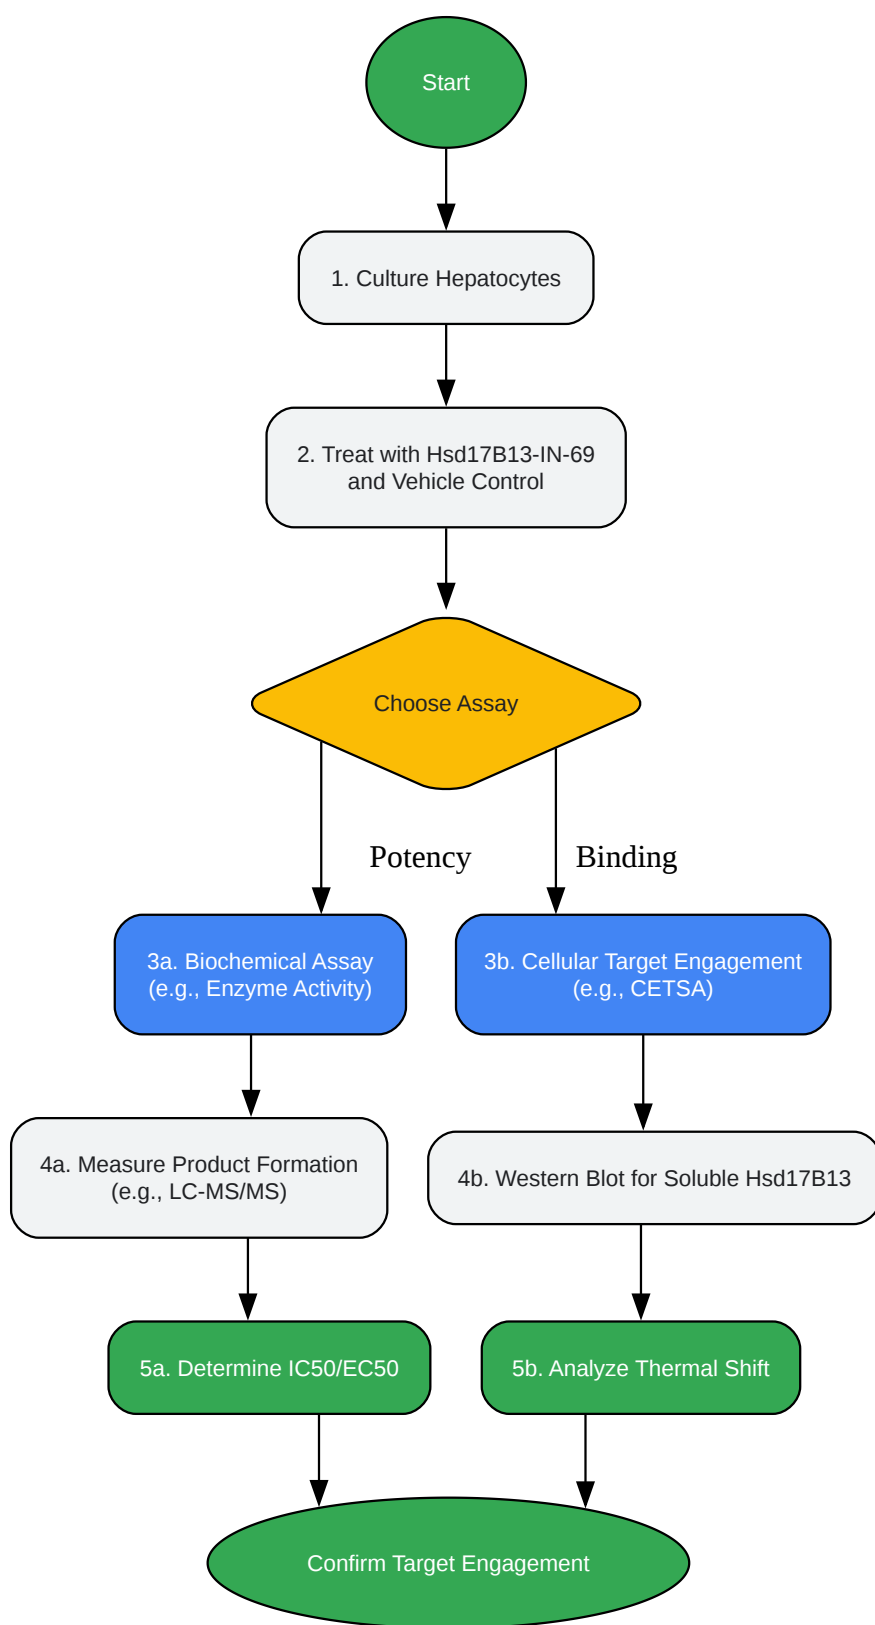 Start
1. Culture Hepatocytes
2. Treat with Hsd17B13-IN-69
and Vehicle Control
Choose Assay
Potency
Binding
3a. Biochemical Assay
(e.g., Enzyme Activity)
3b. Cellular Target Engagement
(e.g., CETSA)
4a. Measure Product Formation
(e.g., LC-MS/MS)
4b. Western Blot for Soluble Hsd17B13
5a. Determine IC50/EC50
5b. Analyze Thermal Shift
Confirm Target Engagement